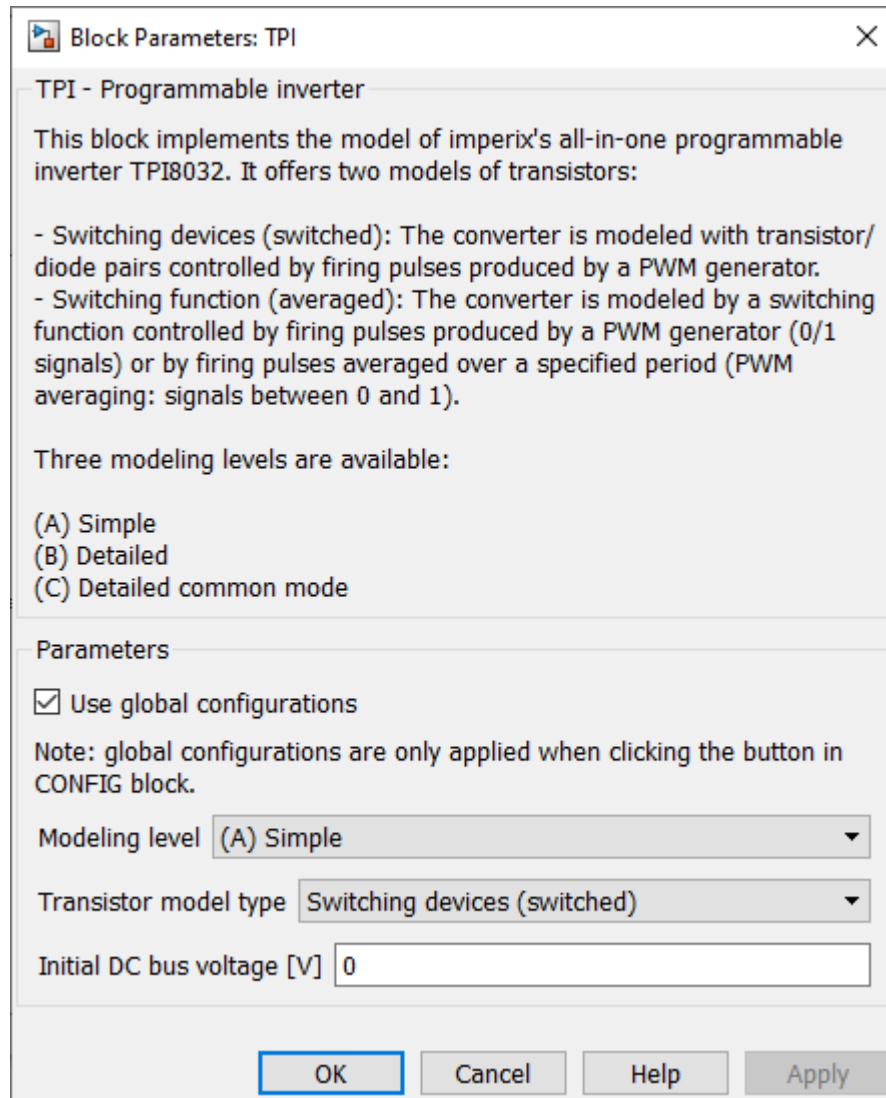 Block Parameters: TPI
TPI - Programmable inverter
This block implements the model of imperix's all-in-one programmable
inverter TPI8032. It offers two models of transistors:
- Switching devices (switched): The converter is modeled with transistor/
diode pairs controlled by firing pulses produced by a PWM generator.
- Switching function (averaged): The converter is modeled by a switching
function controlled by firing pulses produced by a PWM generator (0/1
signals) or by firing pulses averaged over a specified period (PWM
averaging: signals between 0 and 1).
Three modeling levels are available:
(A) Simple
(B) Detailed
(C) Detailed common mode
Parameters
Use global configurations
Note: global configurations are only applied when clicking the button in
CONFIG block.
Modeling level (A) Simple
Transistor model type Switching devices (switched)
Initial DC bus voltage [V] 0
OK Cancel Help Apply